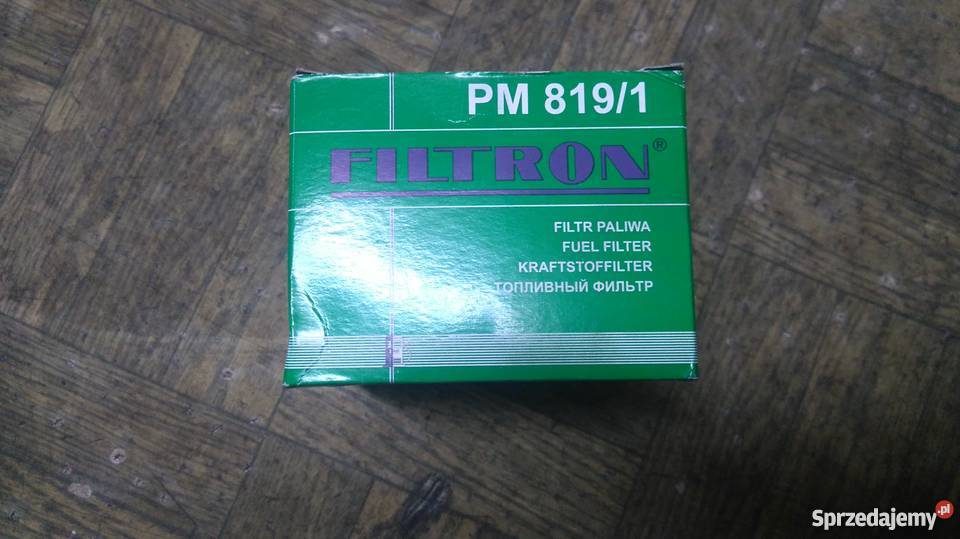 PM 819/1
FILTRON®
FILTR PALIWA
FUEL FILTER
KRAFTSTOFFILTER
ТОПЛИВНЫЙ ФИЛЬТР
Sprzedajemy.pl